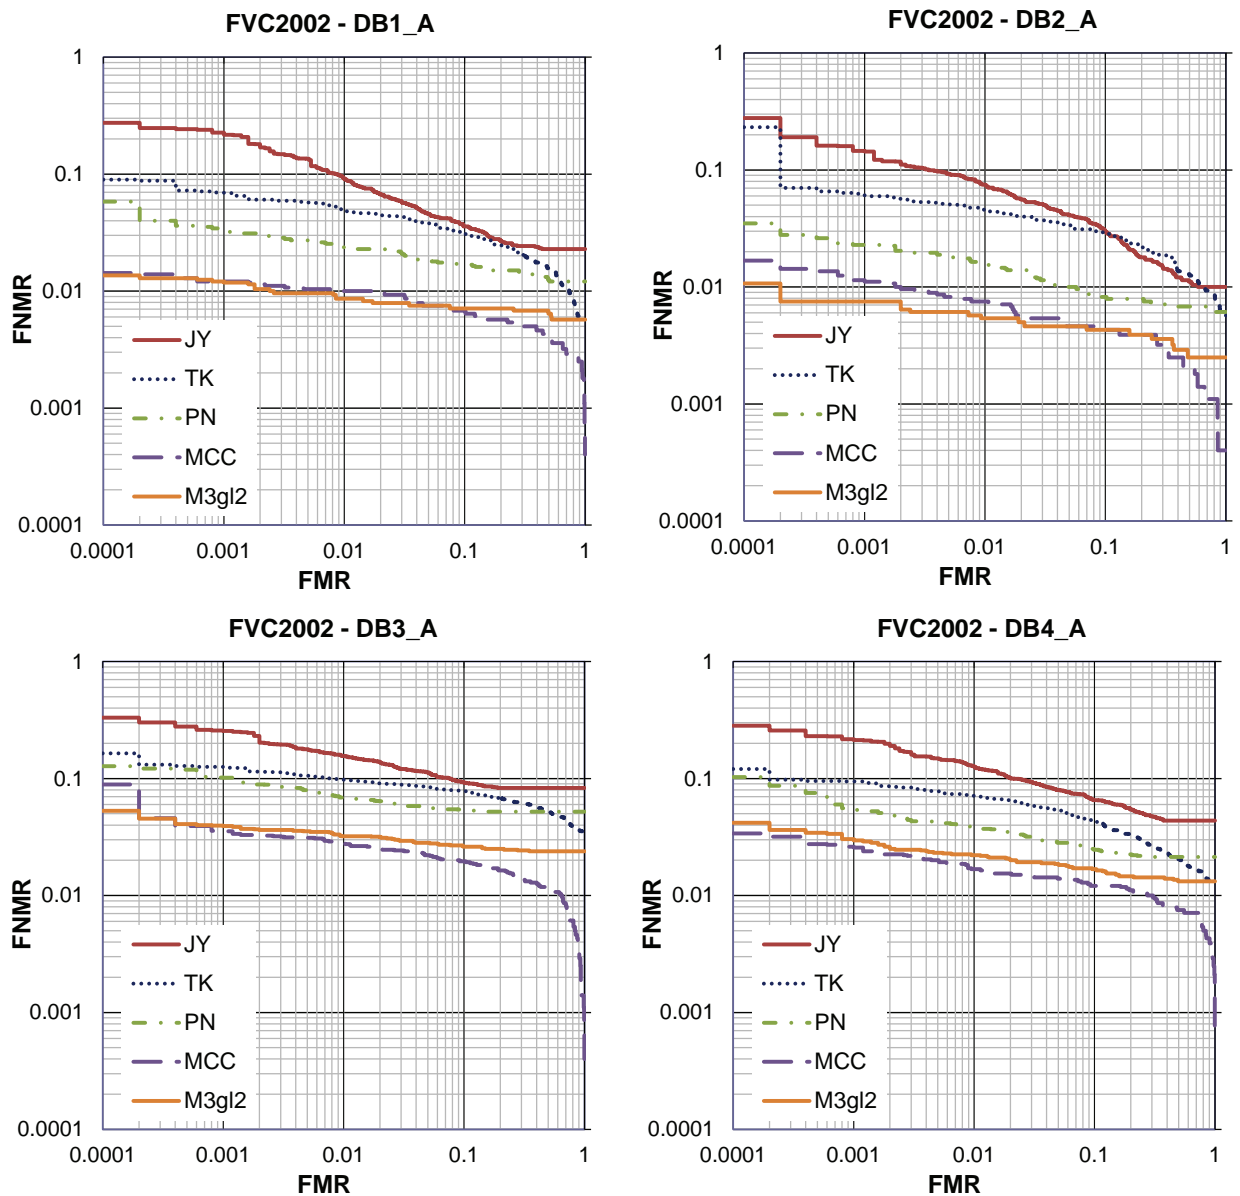 FVC2002 - DB1_A
1
0.1
0.01
0.001
0.0001
FNMR
JY
TK
PN
MCC
M3gl2
0.0001 0.001 0.01 0.1 1
FMR
FVC2002 - DB2_A
1
0.1
0.01
0.001
0.0001
FNMR
JY
TK
PN
MCC
M3gl2
0.0001 0.001 0.01 0.1 1
FMR
FVC2002 - DB3_A
1
0.1
0.01
0.001
0.0001
FNMR
JY
TK
PN
MCC
M3gl2
0.0001 0.001 0.01 0.1 1
FMR
FVC2002 - DB4_A
1
0.1
0.01
0.001
0.0001
FNMR
JY
TK
PN
MCC
M3gl2
0.0001 0.001 0.01 0.1 1
FMR